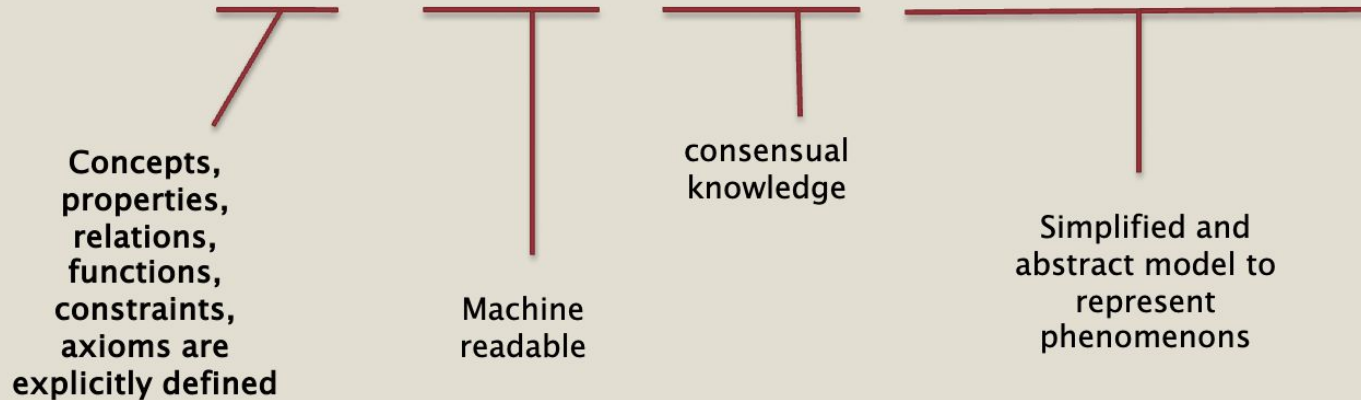 Concepts,
properties,
relations,
functions,
constraints,
axioms are
explicitly defined
Machine
readable
consensual
knowledge
Simplified and
abstract model to
represent
phenomenons